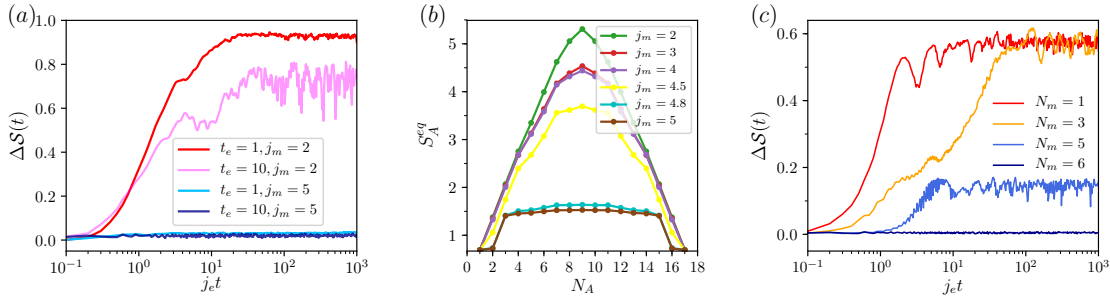 (a)
1.0
0.8
0.6
0.4
0.2
0.0
ΔS(t)
t_e = 1, j_m = 2
t_e = 10, j_m = 2
t_e = 1, j_m = 5
t_e = 10, j_m = 5
10^{-1} 10^0 10^1 10^2 10^3
j_e t
(b)
5
4
3
2
1
S_A^{eq}
j_m = 2
j_m = 3
j_m = 4
j_m = 4.5
j_m = 4.8
j_m = 5
0 2 4 6 8 10 12 14 16 18
N_A
(c)
0.6
0.4
0.2
0.0
ΔS(t)
N_m = 1
N_m = 3
N_m = 5
N_m = 6
10^{-1} 10^0 10^1 10^2 10^3
j_e t